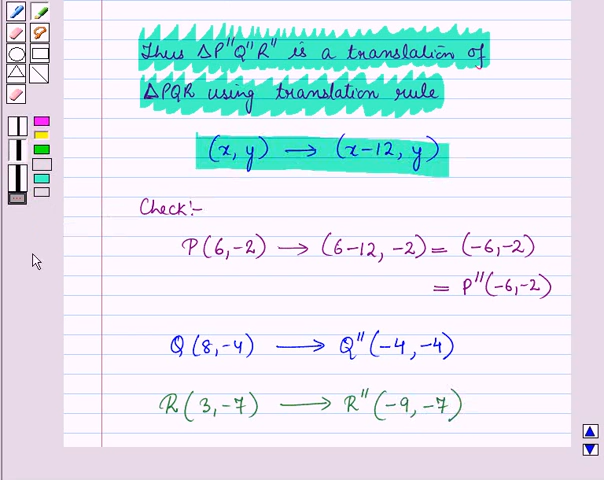 Thus ΔP"Q"R" is a translation of
ΔPQR using translation rule
(x, y) → (x-12, y)
Check:-
P(6,-2) → (6-12, -2) = (-6,-2)
= P"(-6,-2)
Q(8,-4) → Q"(-4,-4)
R(3,-7) → R"(-9,-7)